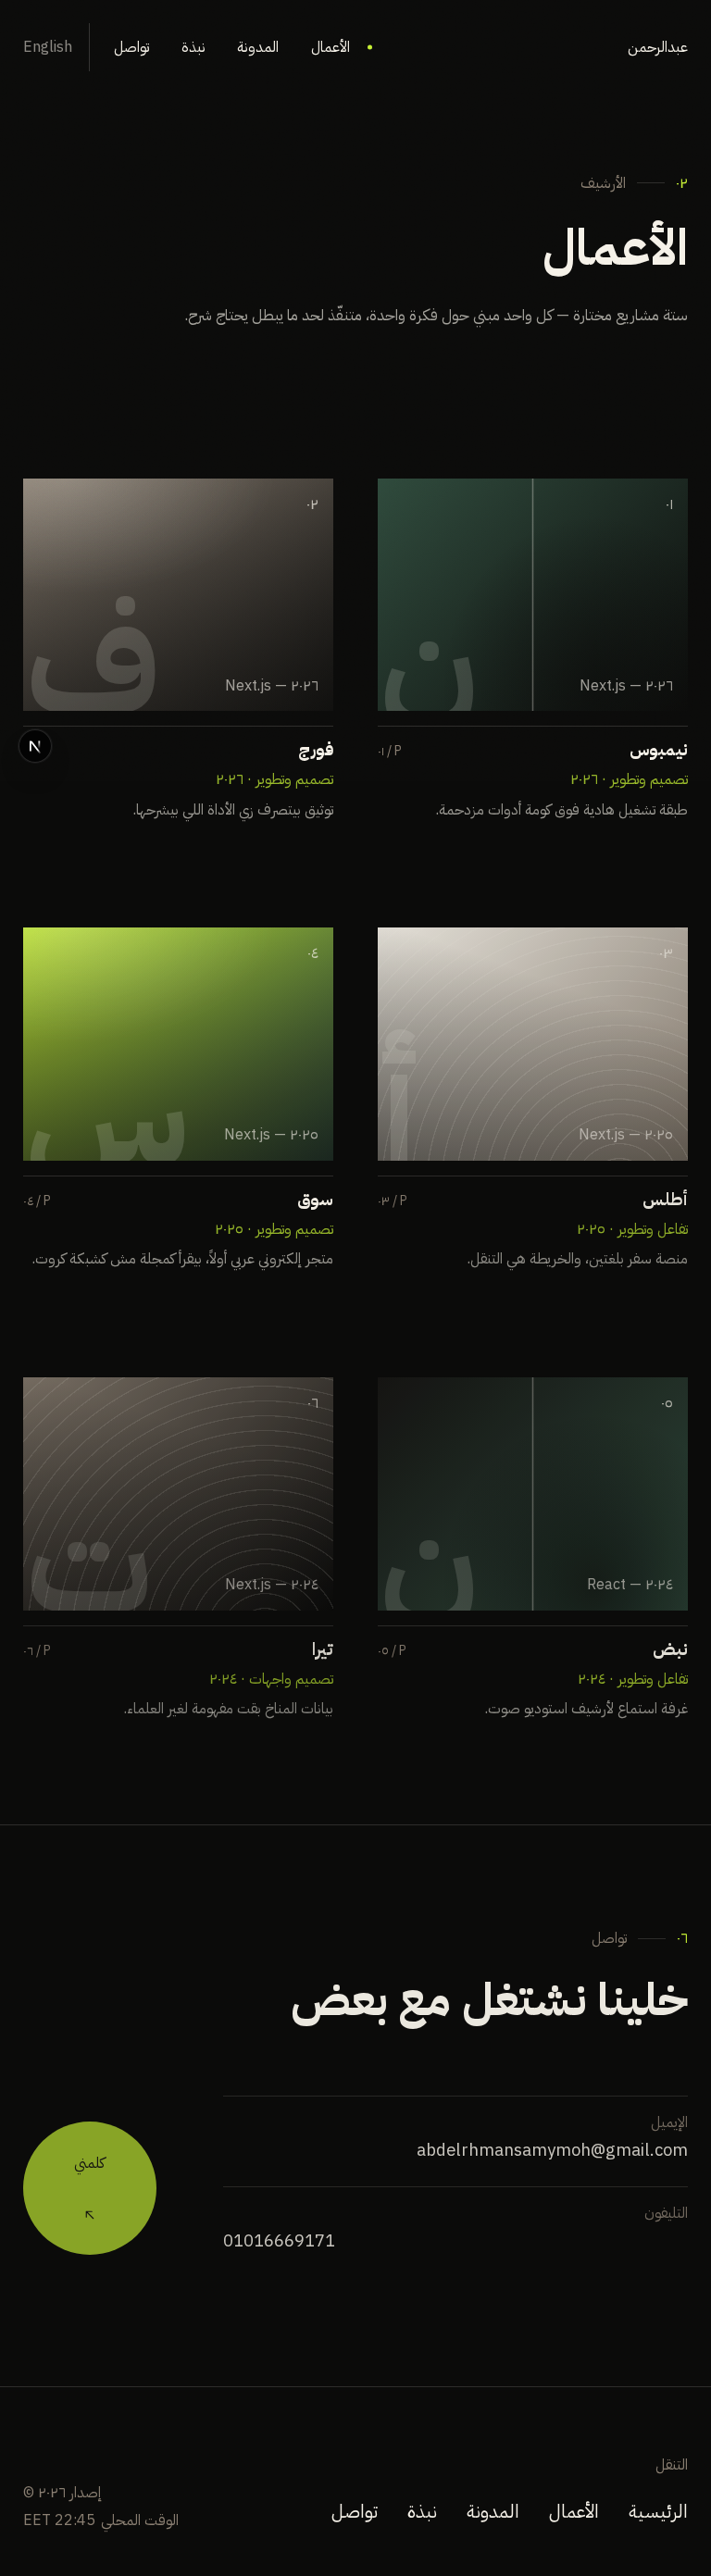 عبدالرحمن
الأعمال
المدونة
نبذة
تواصل
English
٠٢ — الأرشيف
الأعمال
ستة مشاريع مختارة — كل واحد مبني حول فكرة واحدة، متنفّذ لحد ما يبطل يحتاج شرح.
٠١
ن
Next.js — ٢٠٢٦
نيمبوس
٠١ / P
تصميم وتطوير · ٢٠٢٦
طبقة تشغيل هادية فوق كومة أدوات مزدحمة.
٠٢
ف
Next.js — ٢٠٢٦
فورج
N
تصميم وتطوير · ٢٠٢٦
توثيق بيتصرف زي الأداة اللي بيشرحها.
٠٣
أ
Next.js — ٢٠٢٥
أطلس
٠٣ / P
تفاعل وتطوير · ٢٠٢٥
منصة سفر بلغتين، والخريطة هي التنقل.
٠٤
س
Next.js — ٢٠٢٥
سوق
٠٤ / P
تصميم وتطوير · ٢٠٢٥
متجر إلكتروني عربي أولاً، بيقرأ كمجلة مش كشبكة كروت.
٠٥
ن
React — ٢٠٢٤
نبض
٠٥ / P
تفاعل وتطوير · ٢٠٢٤
غرفة استماع لأرشيف استوديو صوت.
٠٦
ت
Next.js — ٢٠٢٤
تيرا
٠٦ / P
تصميم واجهات · ٢٠٢٤
بيانات المناخ بقت مفهومة لغير العلماء.
٠٦ — تواصل
خلينا نشتغل مع بعض
الإيميل
abdelrhmansamymoh@gmail.com
التليفون
01016669171
كلمني
↖
التنقل
الرئيسية
الأعمال
المدونة
نبذة
تواصل
إصدار ٢٠٢٦ ©
الوقت المحلي 22:45 EET